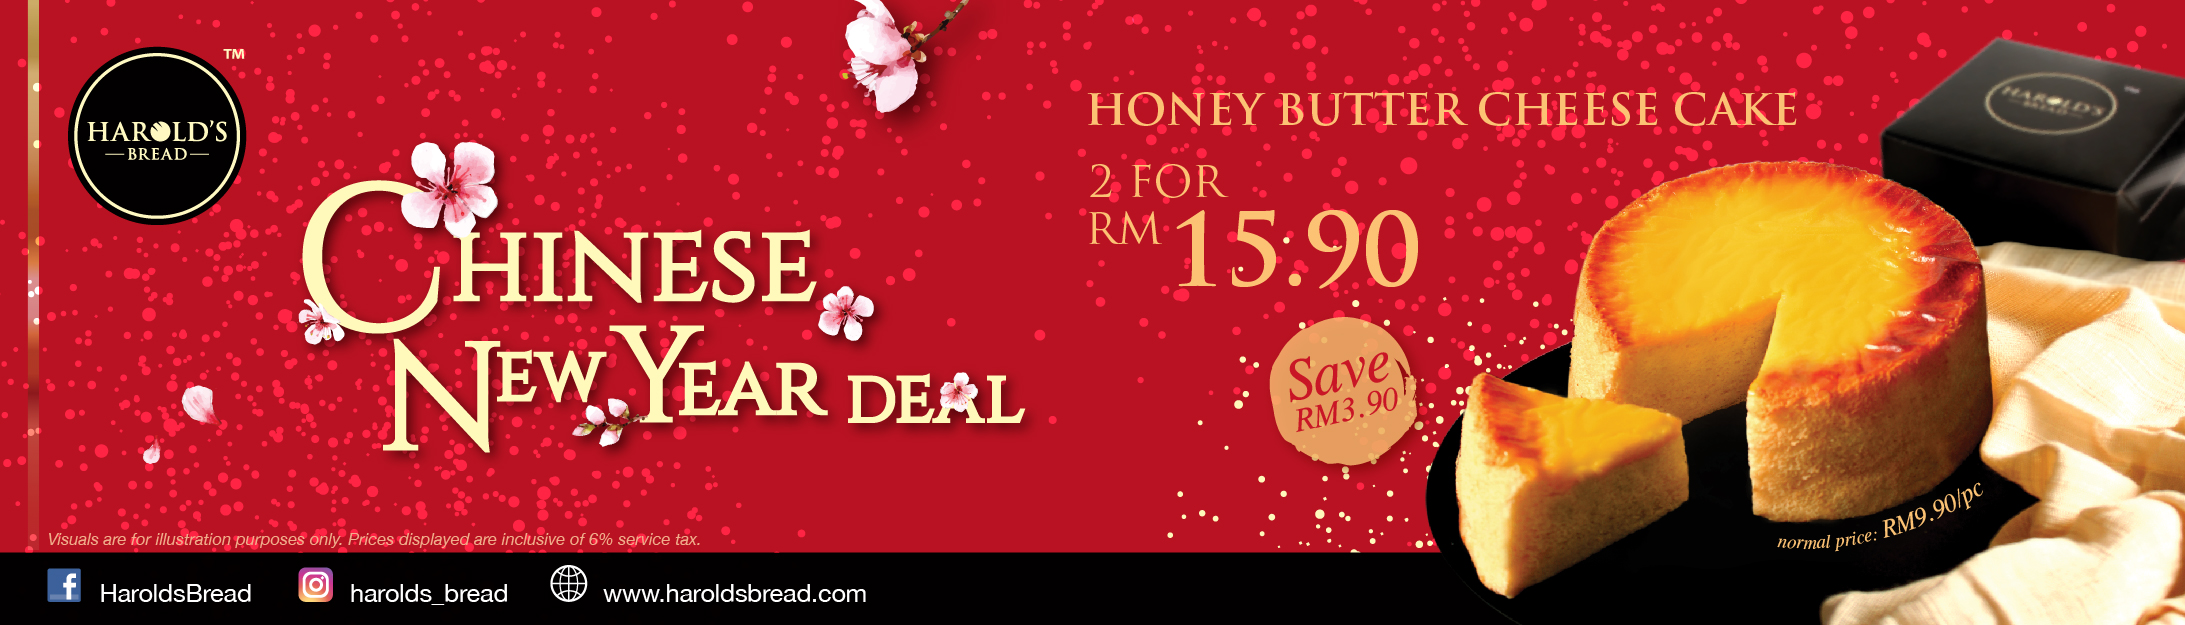 HAROLD'S
BREAD
TM
CHINESE
NEW YEAR DEAL
HONEY BUTTER CHEESE CAKE
2 FOR
RM 15.90
Save
RM3.90
HAROLD'S
BREAD
normal price: RM9.90/pc
Visuals are for illustration purposes only. Prices displayed are inclusive of 6% service tax.
HaroldsBread
harolds_bread
www.haroldsbread.com